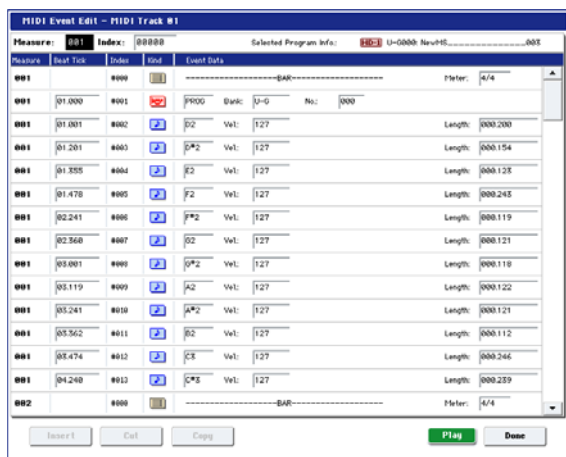 MIDI Event Edit - MIDI Track 01
Measure: 001 Index: 00000 Selected Program Info.: HD-1 U-G000: NewMS 00%
Measure Beat Tick Index Kind Event Data
001 #000 BAR Meter: 4/4
001 01.000 #001 PROG Bank: U-G No.: 000
001 01.001 #002 D2 Vel: 127 Length: 000.200
001 01.201 #003 D#2 Vel: 127 Length: 000.154
001 01.355 #004 E2 Vel: 127 Length: 000.123
001 01.478 #005 F2 Vel: 127 Length: 000.243
001 02.241 #006 F#2 Vel: 127 Length: 000.119
001 02.360 #007 G2 Vel: 127 Length: 000.121
001 03.001 #008 G#2 Vel: 127 Length: 000.118
001 03.119 #009 A2 Vel: 127 Length: 000.122
001 03.241 #010 A#2 Vel: 127 Length: 000.121
001 03.362 #011 B2 Vel: 127 Length: 000.112
001 03.474 #012 C3 Vel: 127 Length: 000.246
001 04.240 #013 C#3 Vel: 127 Length: 000.239
002 #000 BAR Meter: 4/4
Insert Cut Copy Play Done